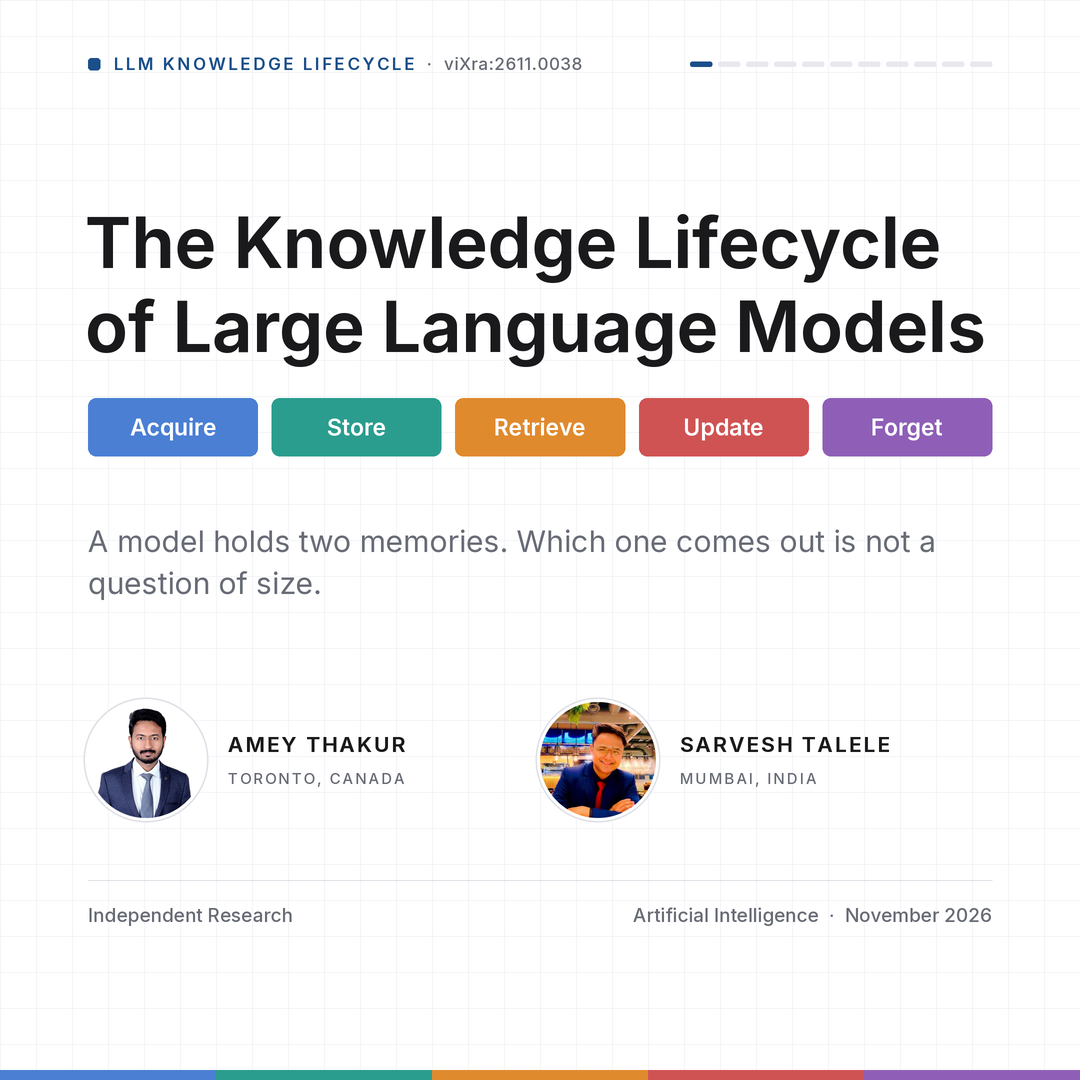 LLM KNOWLEDGE LIFECYCLE · viXra:2611.0038
The Knowledge Lifecycle
of Large Language Models
Acquire Store Retrieve Update Forget
A model holds two memories. Which one comes out is not a
question of size.
AMEY THAKUR
TORONTO, CANADA
SARVESH TALELE
MUMBAI, INDIA
Independent Research
Artificial Intelligence · November 2026